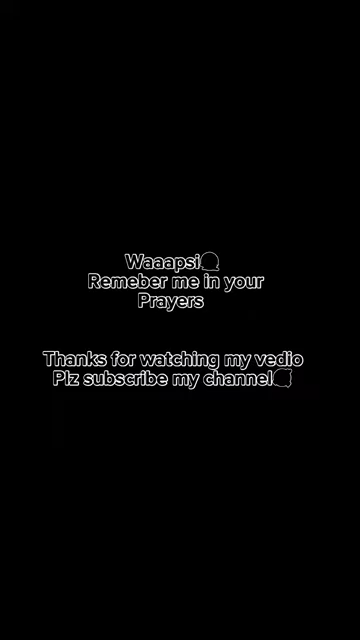 Waaapsi
Remeber me in your
Prayers
Thanks for watching my vedio
Plz subscribe my channel